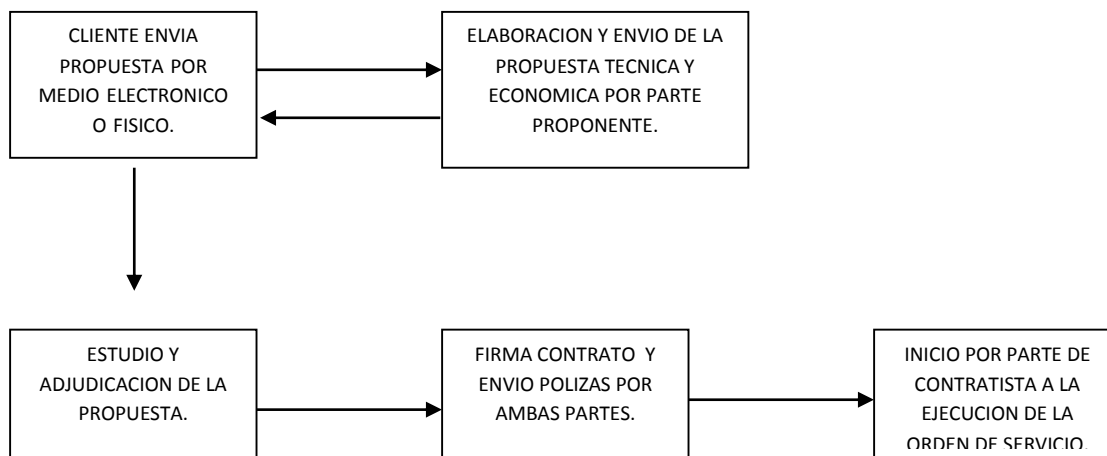 CLIENTE ENVIA
PROPUESTA POR
MEDIO ELECTRONICO
O FISICO.
ELABORACION Y ENVIO DE LA
PROPUESTA TECNICA Y
ECONOMICA POR PARTE
PROPONENTE.
ESTUDIO Y
ADJUDICACION DE LA
PROPUESTA.
FIRMA CONTRATO Y
ENVIO POLIZAS POR
AMBAS PARTES.
INICIO POR PARTE DE
CONTRATISTA A LA
EJECUCION DE LA
ORDEN DE SERVICIO.